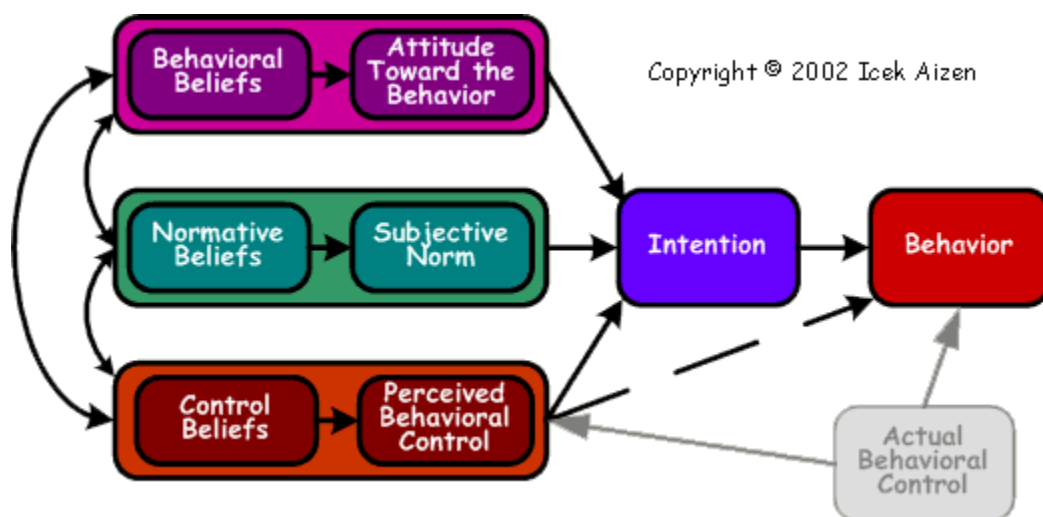 Behavioral
Beliefs
Attitude
Toward the
Behavior
Copyright © 2002 Icek Aizen
Normative
Beliefs
Subjective
Norm
Intention
Behavior
Control
Beliefs
Perceived
Behavioral
Control
Actual
Behavioral
Control